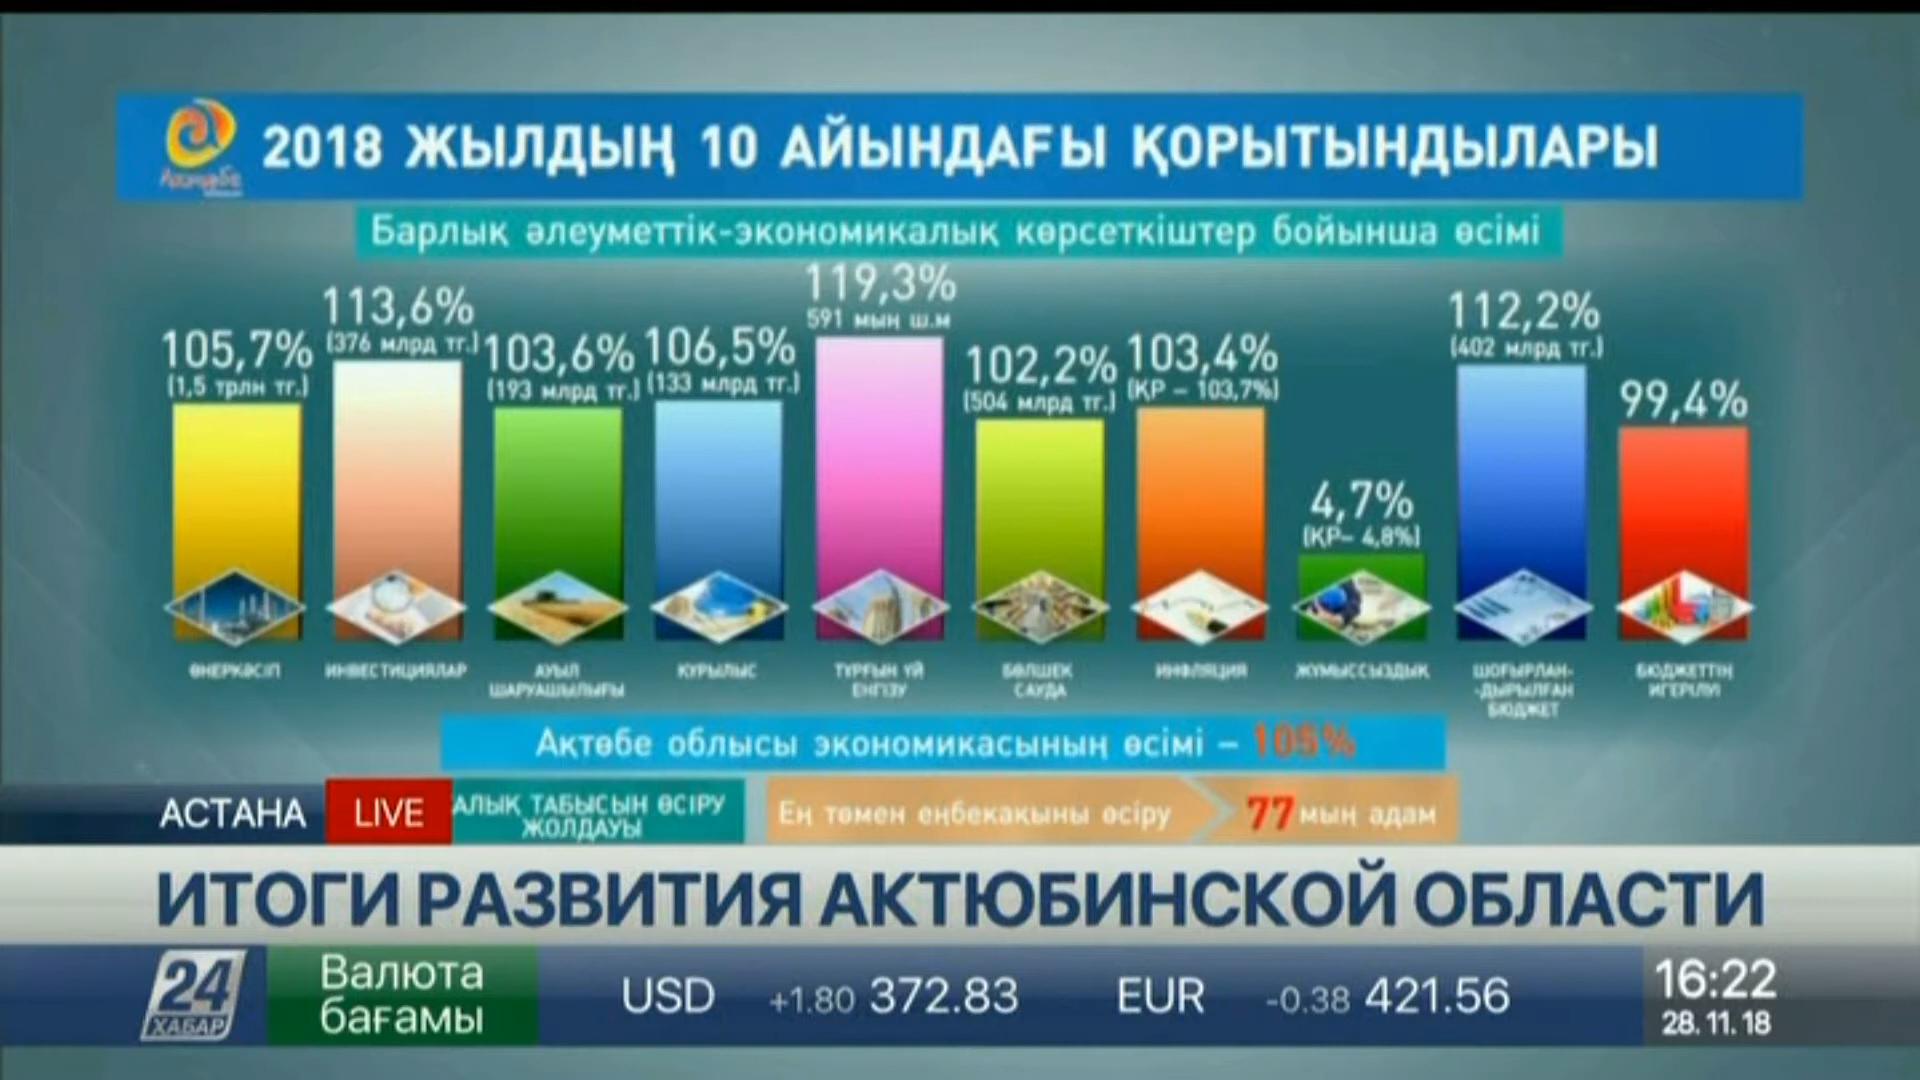 Ақтөбе
2018 ЖЫЛДЫҢ 10 АЙЫНДАҒЫ ҚОРЫТЫНДЫЛАРЫ
Барлық әлеуметтік-экономикалық көрсеткіштер бойынша өсімі
105,7%
(1,5 трлн тг.)
113,6%
(376 млрд тг.)
103,6%
(193 млрд тг.)
106,5%
(133 млрд тг.)
119,3%
591 мың ш.м
102,2%
(504 млрд тг.)
103,4%
(ҚР – 103,7%)
4,7%
(ҚР– 4,8%)
112,2%
(402 млрд тг.)
99,4%
ӨНЕРКӘСІП
ИНВЕСТИЦИЯЛАР
АУЫЛ
ШАРУАШЫЛЫҒЫ
КУРЫЛЫС
ТҰРҒЫН ҮЙ
ЕНГІЗУ
БӨЛШЕК
САУДА
ИНФЛЯЦИЯ
ЖҰМЫССЫЗДЫҚ
ШОҒЫРЛАН-
-ДЫРЫЛҒАН
БЮДЖЕТ
БЮДЖЕТТІҢ
ИГЕРІЛУІ
Ақтөбе облысы экономикасының өсімі – 105%
АСТАНА
LIVE
АЛЫҚ ТАБЫСЫН ӨСІРУ
ЖОЛДАУЫ
Ең төмен еңбекақыны өсіру
77 мың адам
ИТОГИ РАЗВИТИЯ АКТЮБИНСКОЙ ОБЛАСТИ
24
ХАБАР
Валюта
бағамы
USD +1.80 372.83
EUR -0.38 421.56
16:22
28.11.18